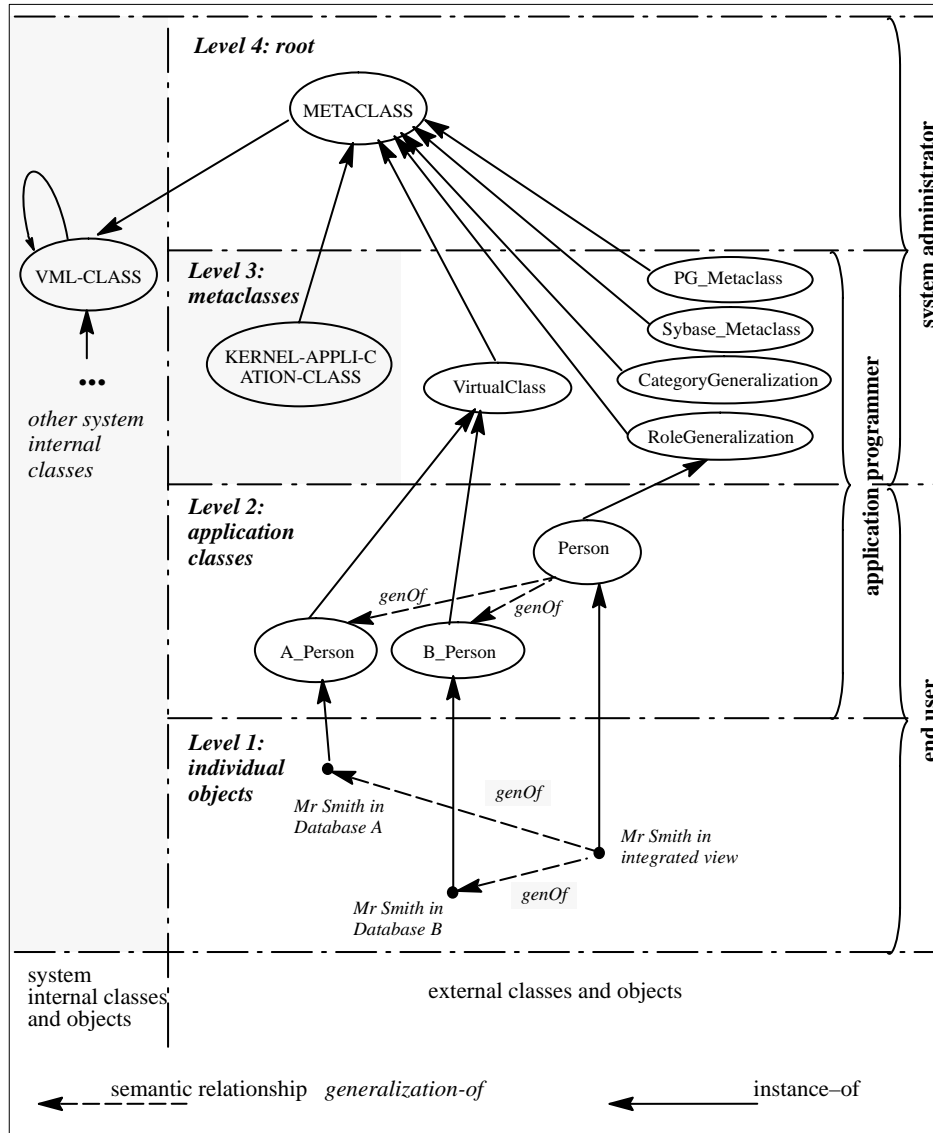 Level 4: root
METACLASS
VML-CLASS
Level 3:
metaclasses
PG_Metaclass
Sybase_Metaclass
KERNEL-APPLI-C
ATION-CLASS
VirtualClass
CategoryGeneralization
RoleGeneralization
•••
other system
internal
classes
system administrator
application programmer
Level 2:
application
classes
Person
genOf
genOf
A_Person
B_Person
end user
Level 1:
individual
objects
genOf
Mr Smith in
Database A
Mr Smith in
integrated view
genOf
Mr Smith in
Database B
system
internal classes
and objects
external classes and objects
semantic relationship generalization-of
instance–of